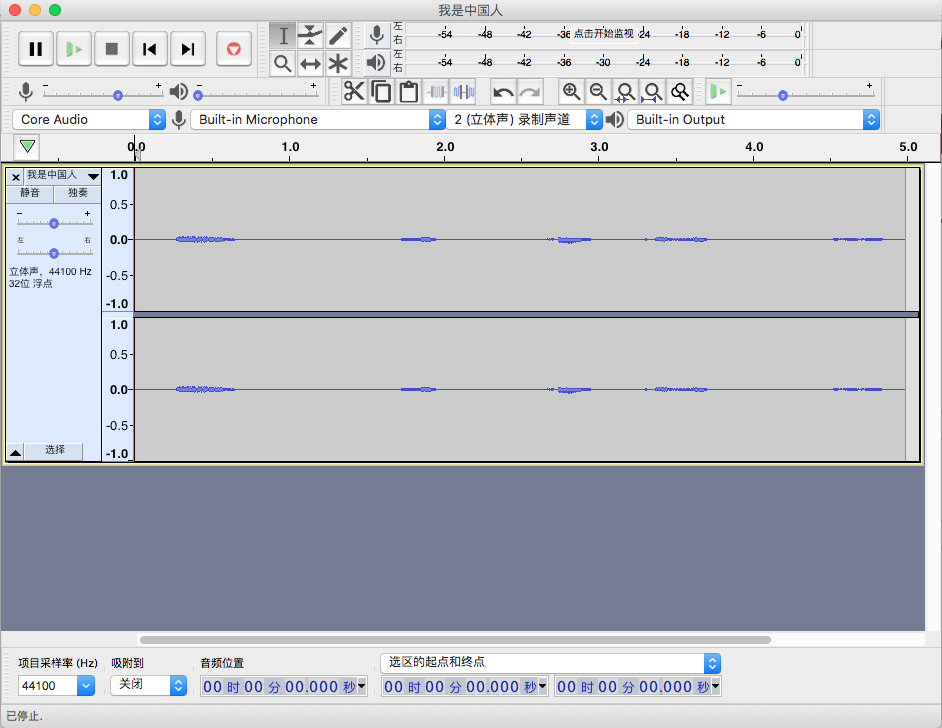 我是中国人
左
右
-54 -48 -42 -36 点击开始监视 -24 -18 -12 -6 0
左
右
-54 -48 -42 -36 -30 -24 -18 -12 -6 0
- +
- +
- +
Core Audio
Built-in Microphone
2 (立体声) 录制声道
Built-in Output
0.0 1.0 2.0 3.0 4.0 5.0
我是中国人
静音 独奏
- +
左 右
立体声，44100 Hz
32位 浮点
选择
1.0
0.5-
0.0-
-0.5-
-1.0
1.0
0.5-
0.0-
-0.5-
-1.0
项目采样率 (Hz) 吸附到 音频位置 选区的起点和终点
44100 关闭 00 时 00 分 00.000 秒 00 时 00 分 00.000 秒 00 时 00 分 00.000 秒
已停止.